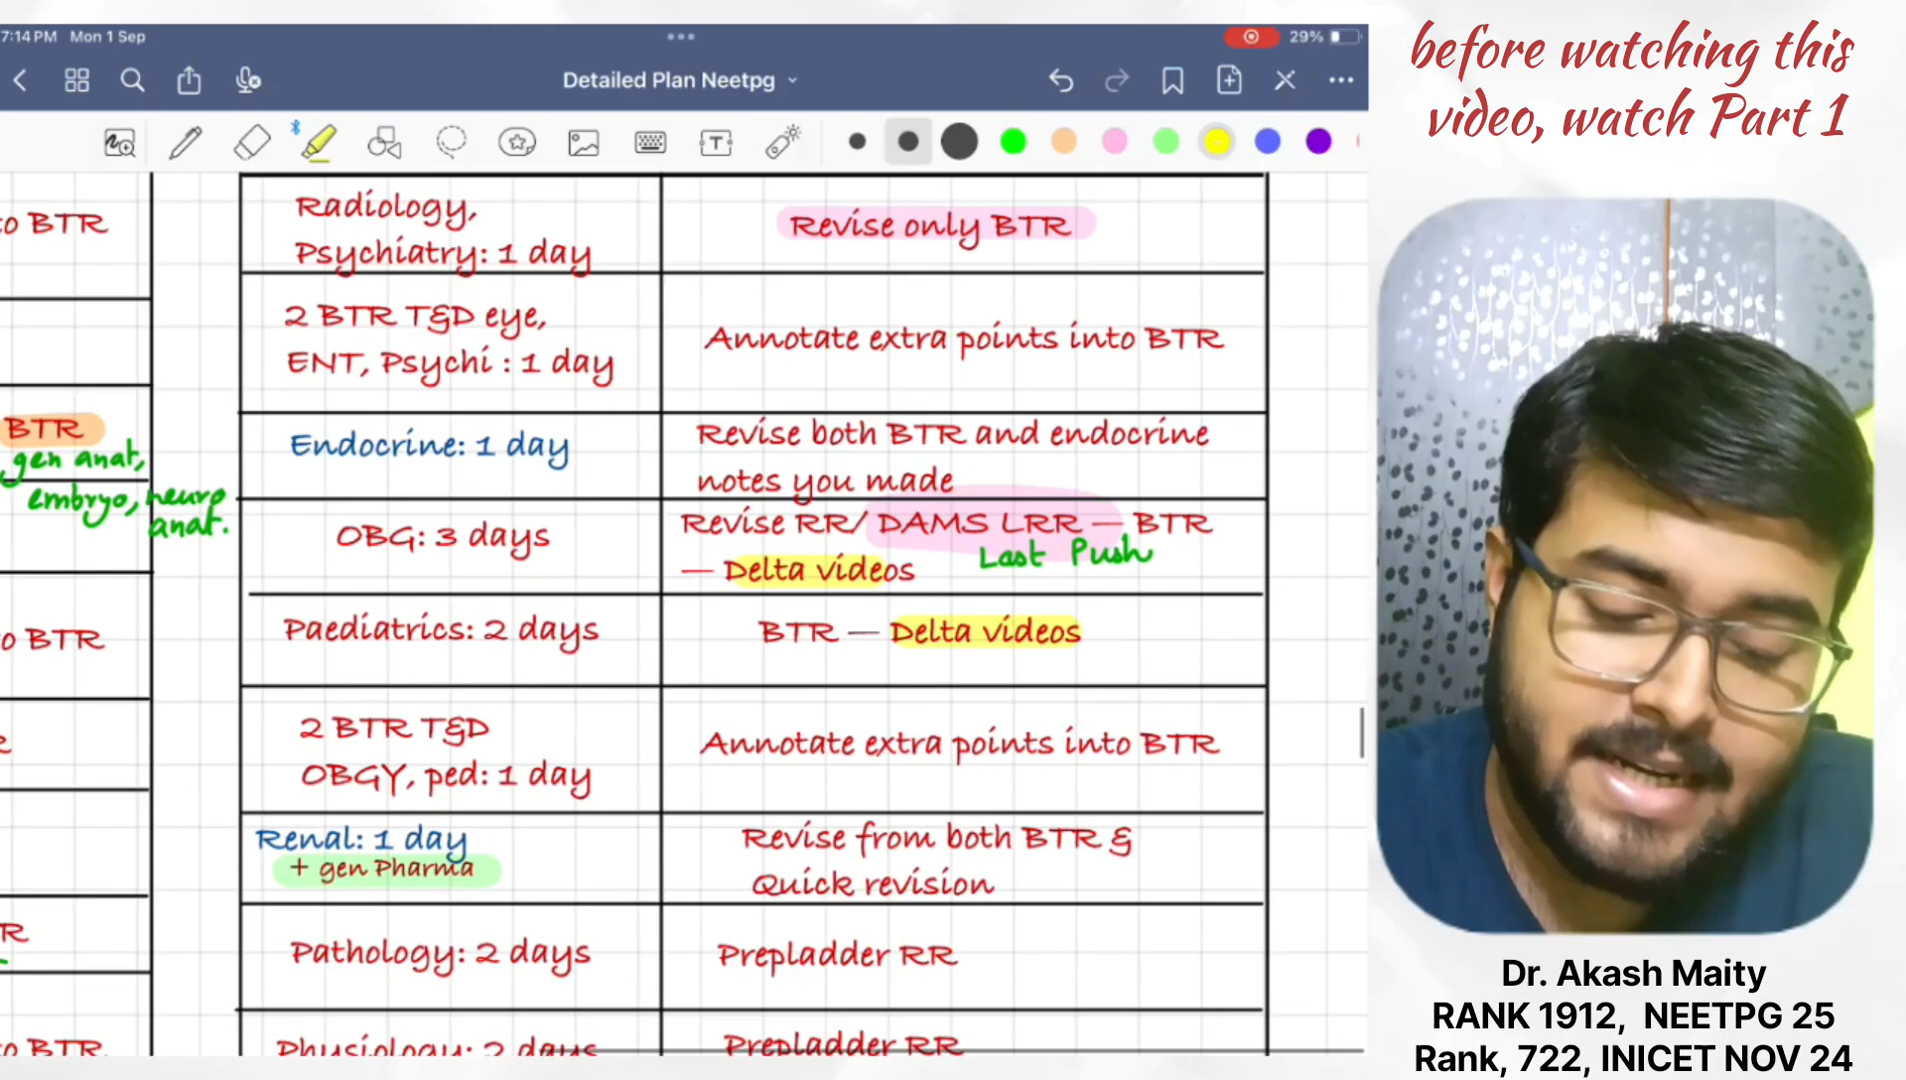 7:14 PM Mon 1 Sep
29%
Detailed Plan Neetpg
before watching this
video, watch Part 1
to BTR
BTR
gen anat,
embryo, neuro
anat.
o BTR
R
to BTR
Radiology,
Psychiatry: 1 day
Revise only BTR
2 BTR T&D eye,
ENT, Psychi : 1 day
Annotate extra points into BTR
Endocrine: 1 day
Revise both BTR and endocrine
notes you made
OBG: 3 days
Revise RR/ DAMS LRR — BTR
Last Push
— Delta videos
Paediatrics: 2 days
BTR — Delta videos
2 BTR T&D
OBGY, ped: 1 day
Annotate extra points into BTR
Renal: 1 day
+ gen Pharma
Revise from both BTR &
Quick revision
Pathology: 2 days
Prepladder RR
Physiology: 2 days
Prepladder RR
Dr. Akash Maity
RANK 1912, NEETPG 25
Rank, 722, INICET NOV 24